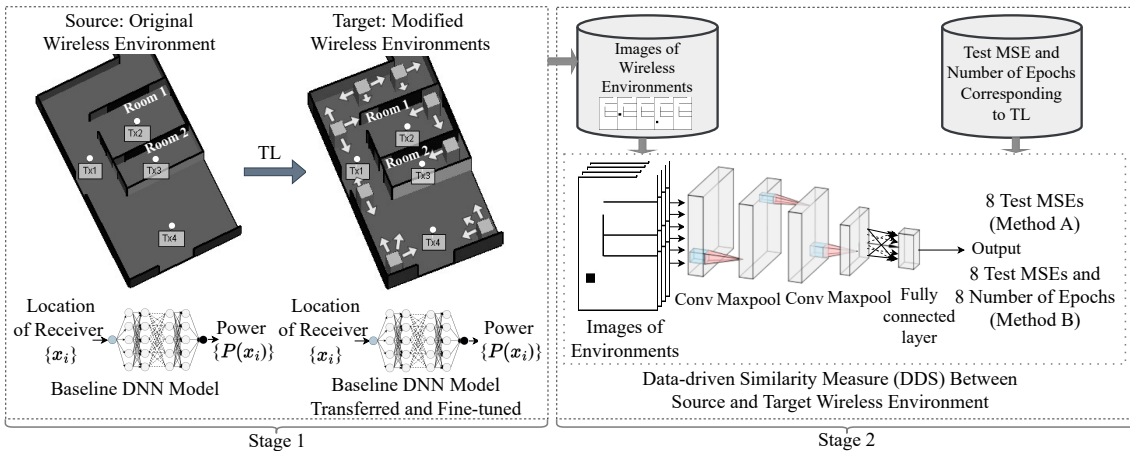 Source: Original
Wireless Environment
Room 1
Tx2
Room 2
Tx1
Tx3
Tx4
TL
Target: Modified
Wireless Environments
Room 1
Tx2
Room 2
Tx1
Tx3
Tx4
Location
of Receiver
{x_i}
Power
{P(x_i)}
Baseline DNN Model
Location
of Receiver
{x_i}
Power
{P(x_i)}
Baseline DNN Model
Transferred and Fine-tuned
Stage 1
Images of
Wireless
Environments
Test MSE and
Number of Epochs
Corresponding
to TL
Images of
Environments
Conv
Maxpool
Conv
Maxpool
Fully
connected
layer
8 Test MSEs
(Method A)
Output
8 Test MSEs and
8 Number of Epochs
(Method B)
Data-driven Similarity Measure (DDS) Between
Source and Target Wireless Environment
Stage 2